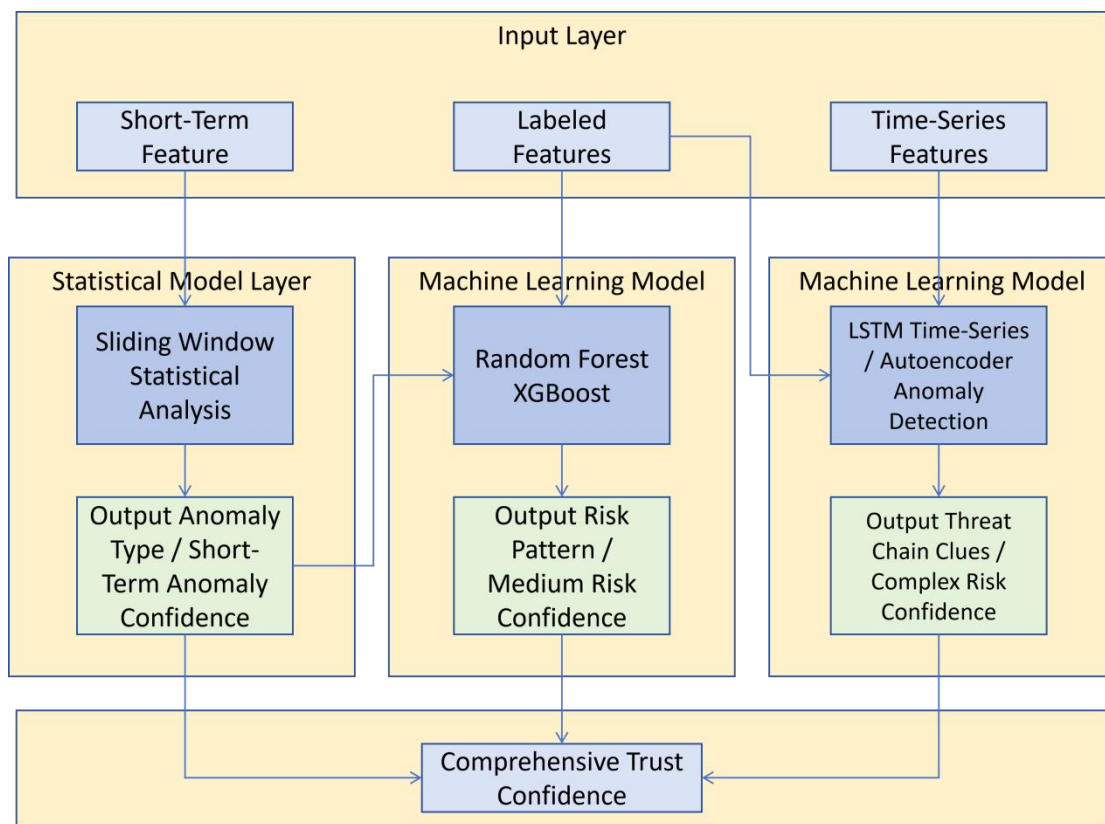 Input Layer
Short-Term
Feature
Labeled
Features
Time-Series
Features
Statistical Model Layer
Sliding Window
Statistical
Analysis
Output Anomaly
Type / Short-
Term Anomaly
Confidence
Machine Learning Model
Random Forest
XGBoost
Output Risk
Pattern /
Medium Risk
Confidence
Machine Learning Model
LSTM Time-Series
/ Autoencoder
Anomaly
Detection
Output Threat
Chain Clues /
Complex Risk
Confidence
Comprehensive Trust
Confidence